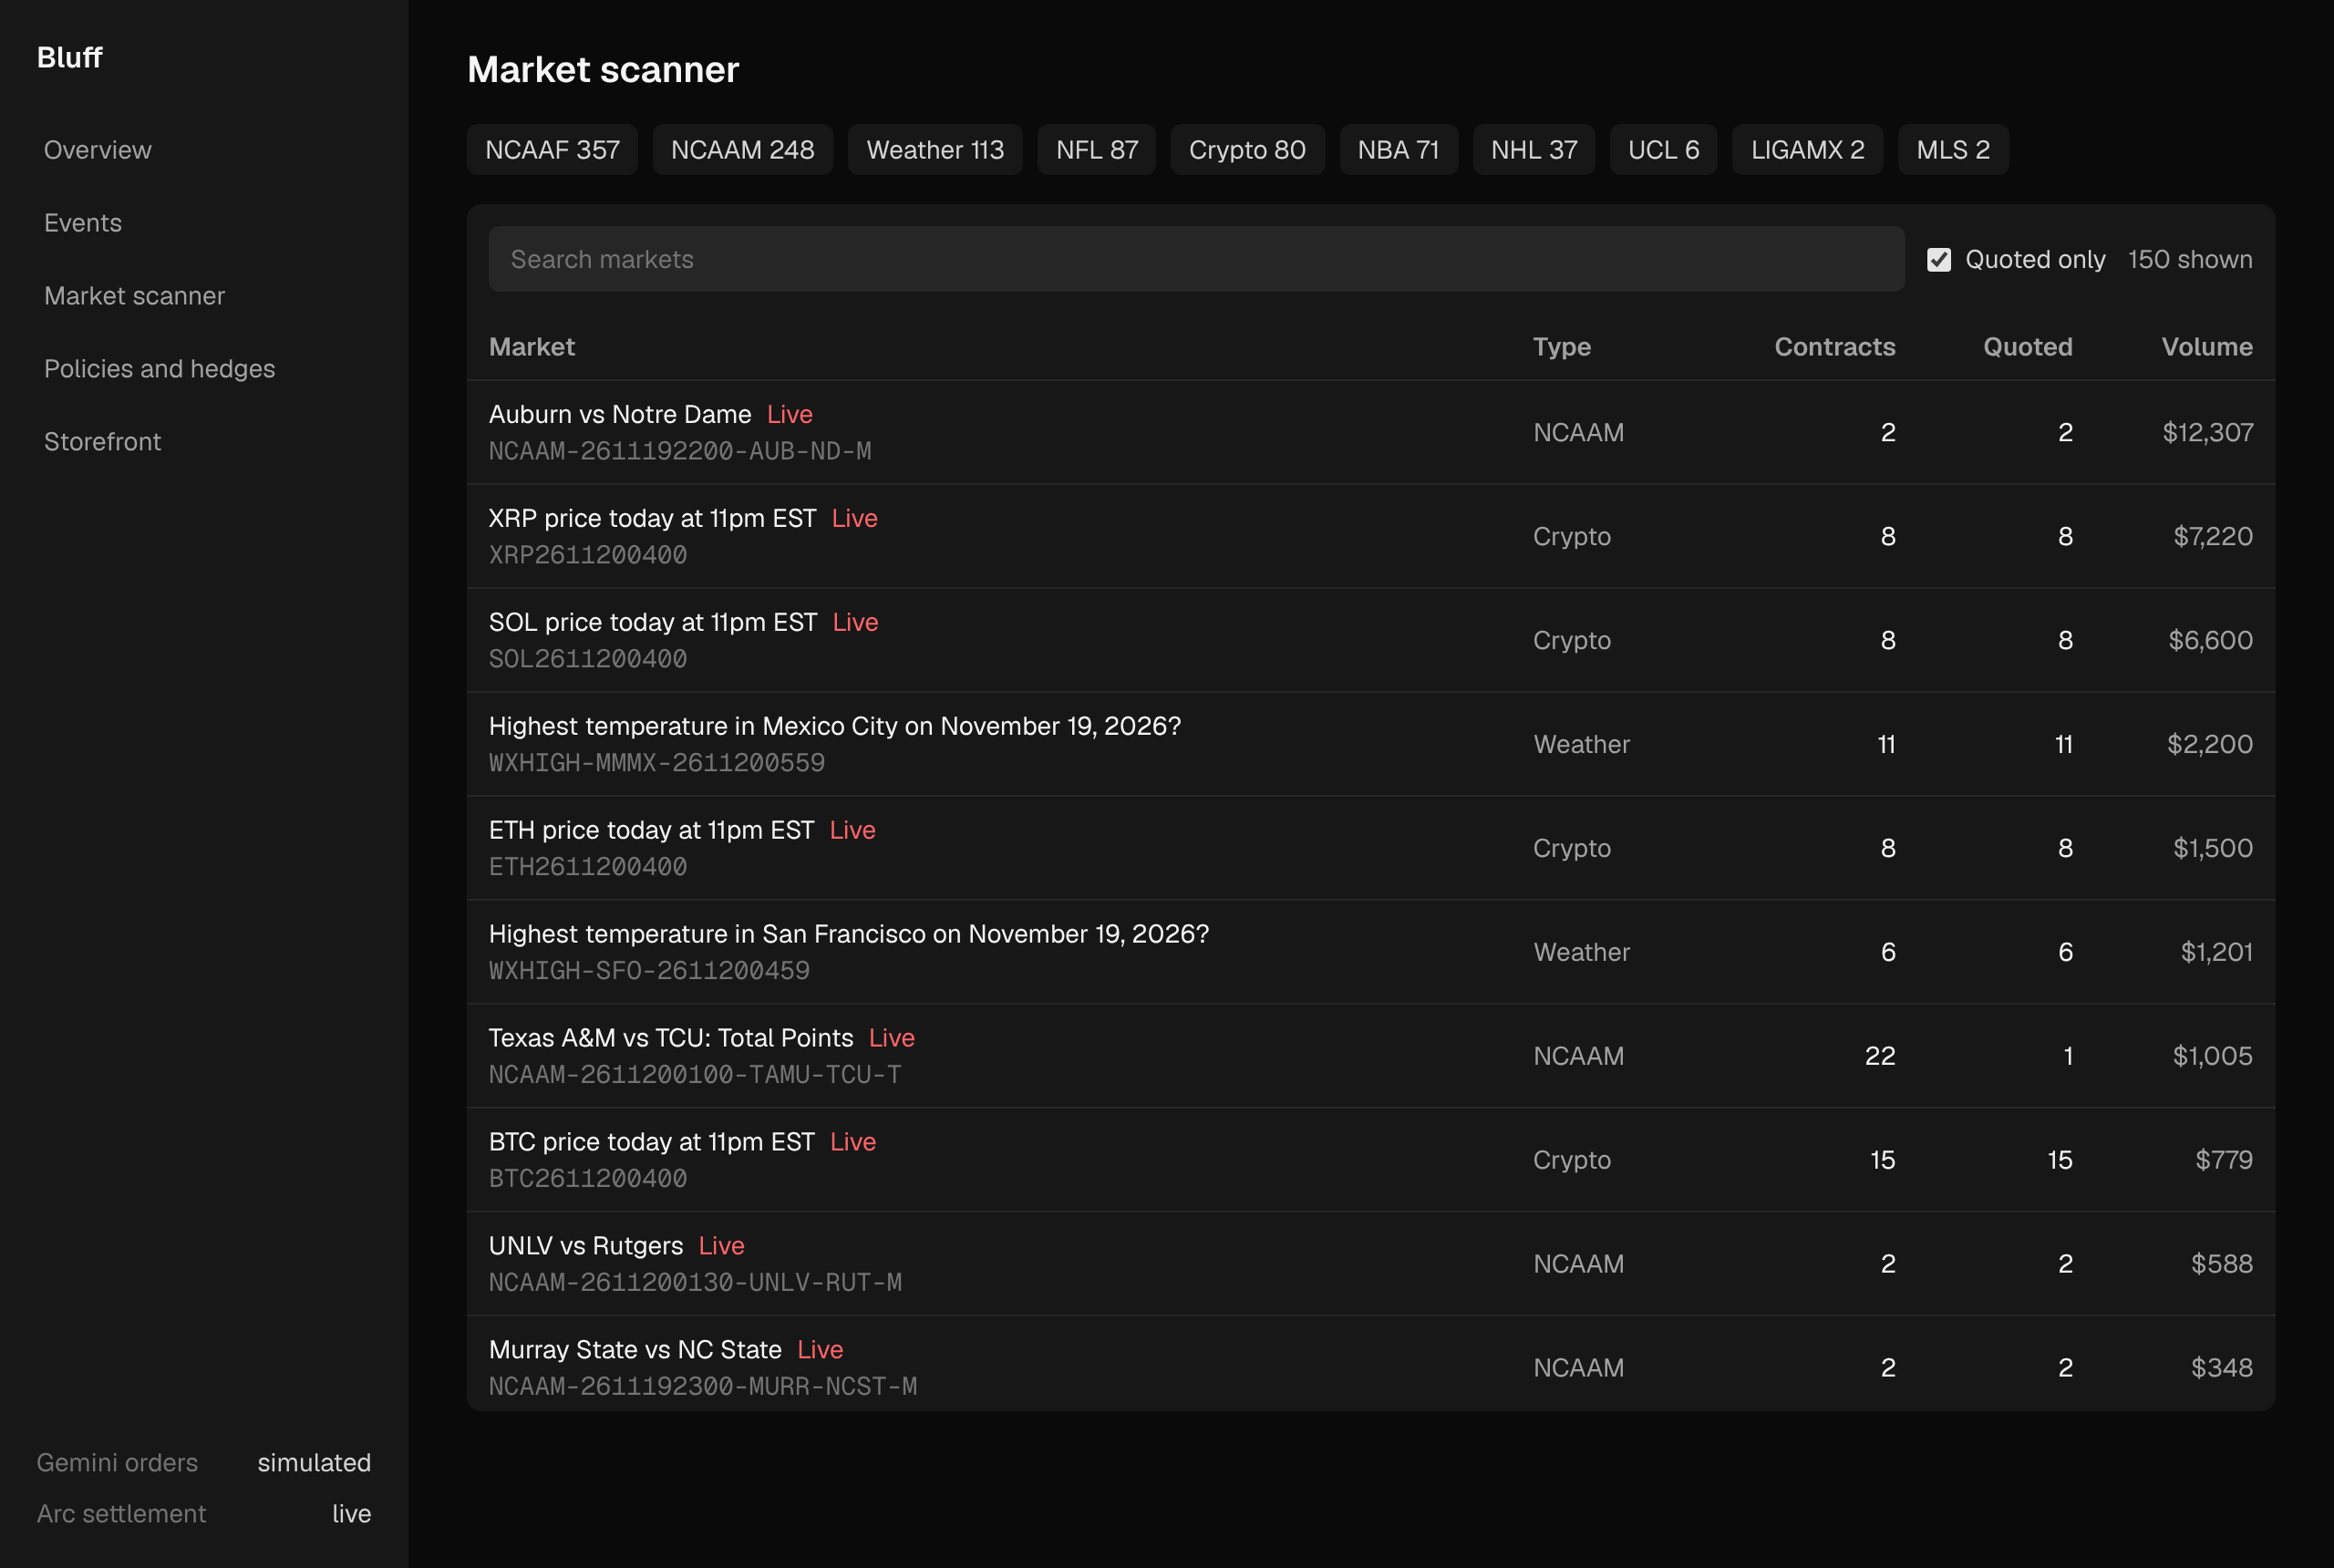 Bluff
Overview
Events
Market scanner
Policies and hedges
Storefront
Gemini orders simulated
Arc settlement live
Market scanner
NCAAF 357 NCAAM 248 Weather 113 NFL 87 Crypto 80 NBA 71 NHL 37 UCL 6 LIGAMX 2 MLS 2
Search markets Quoted only 150 shown
Market Type Contracts Quoted Volume
Auburn vs Notre Dame Live
NCAAM-2611192200-AUB-ND-M
NCAAM 2 2 $12,307
XRP price today at 11pm EST Live
XRP2611200400
Crypto 8 8 $7,220
SOL price today at 11pm EST Live
SOL2611200400
Crypto 8 8 $6,600
Highest temperature in Mexico City on November 19, 2026?
WXHIGH-MMMX-2611200559
Weather 11 11 $2,200
ETH price today at 11pm EST Live
ETH2611200400
Crypto 8 8 $1,500
Highest temperature in San Francisco on November 19, 2026?
WXHIGH-SFO-2611200459
Weather 6 6 $1,201
Texas A&M vs TCU: Total Points Live
NCAAM-2611200100-TAMU-TCU-T
NCAAM 22 1 $1,005
BTC price today at 11pm EST Live
BTC2611200400
Crypto 15 15 $779
UNLV vs Rutgers Live
NCAAM-2611200130-UNLV-RUT-M
NCAAM 2 2 $588
Murray State vs NC State Live
NCAAM-2611192300-MURR-NCST-M
NCAAM 2 2 $348